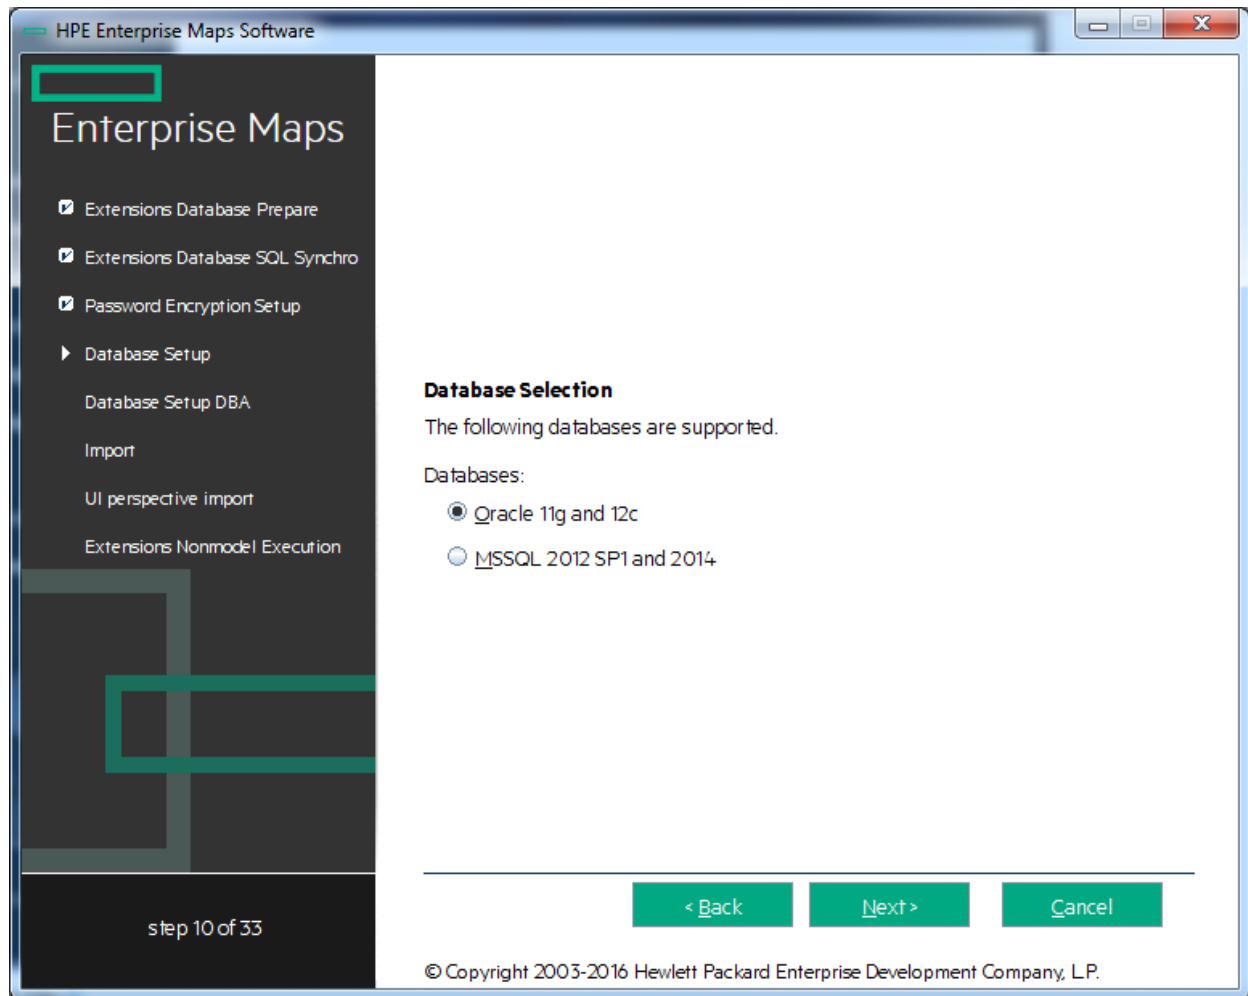 HPE Enterprise Maps Software
Enterprise Maps
Extensions Database Prepare
Extensions Database SQL Synchro
Password Encryption Setup
Database Setup
Database Setup DBA
Import
UI perspective import
Extensions Nonmodel Execution
step 10 of 33
Database Selection
The following databases are supported.
Databases:
Oracle 11g and 12c
MSSQL 2012 SP1 and 2014
< Back Next > Cancel
© Copyright 2003-2016 Hewlett Packard Enterprise Development Company, L.P.